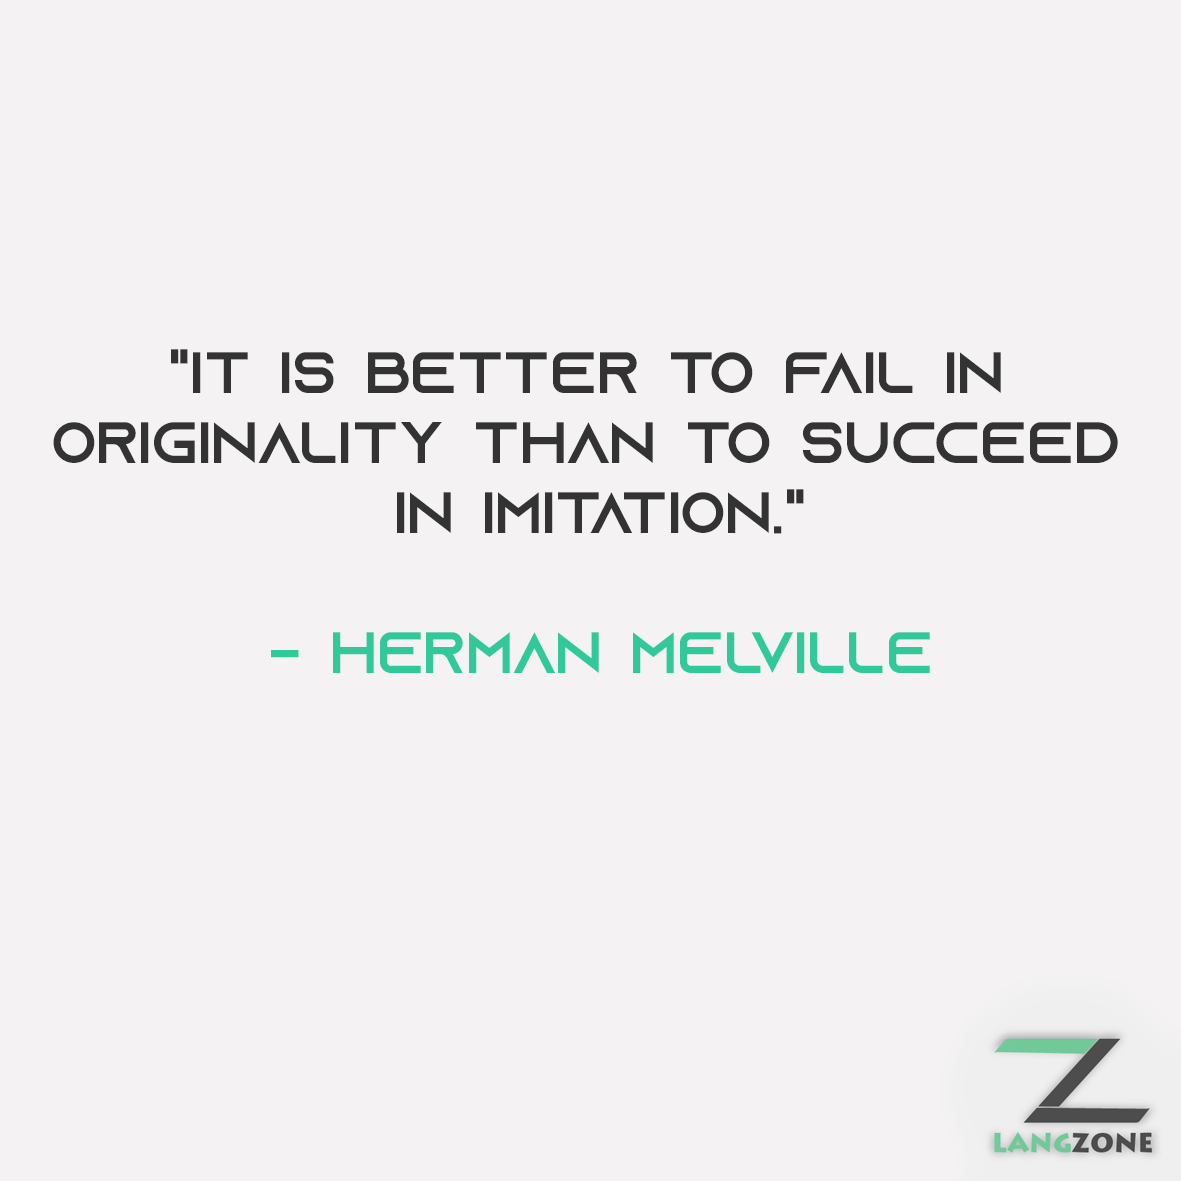 "IT IS BETTER TO FAIL IN
ORIGINALITY THAN TO SUCCEED
IN IMITATION."
- HERMAN MELVILLE
LANGZONE